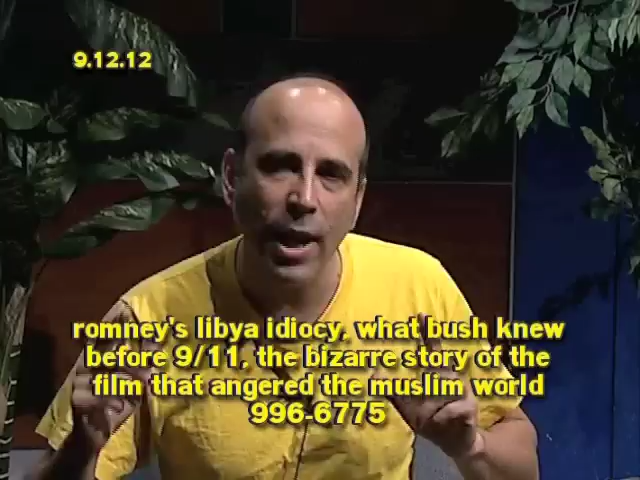 9.12.12
romney's libya idiocy, what bush knew
before 9/11, the bizarre story of the
film that angered the muslim world
996-6775